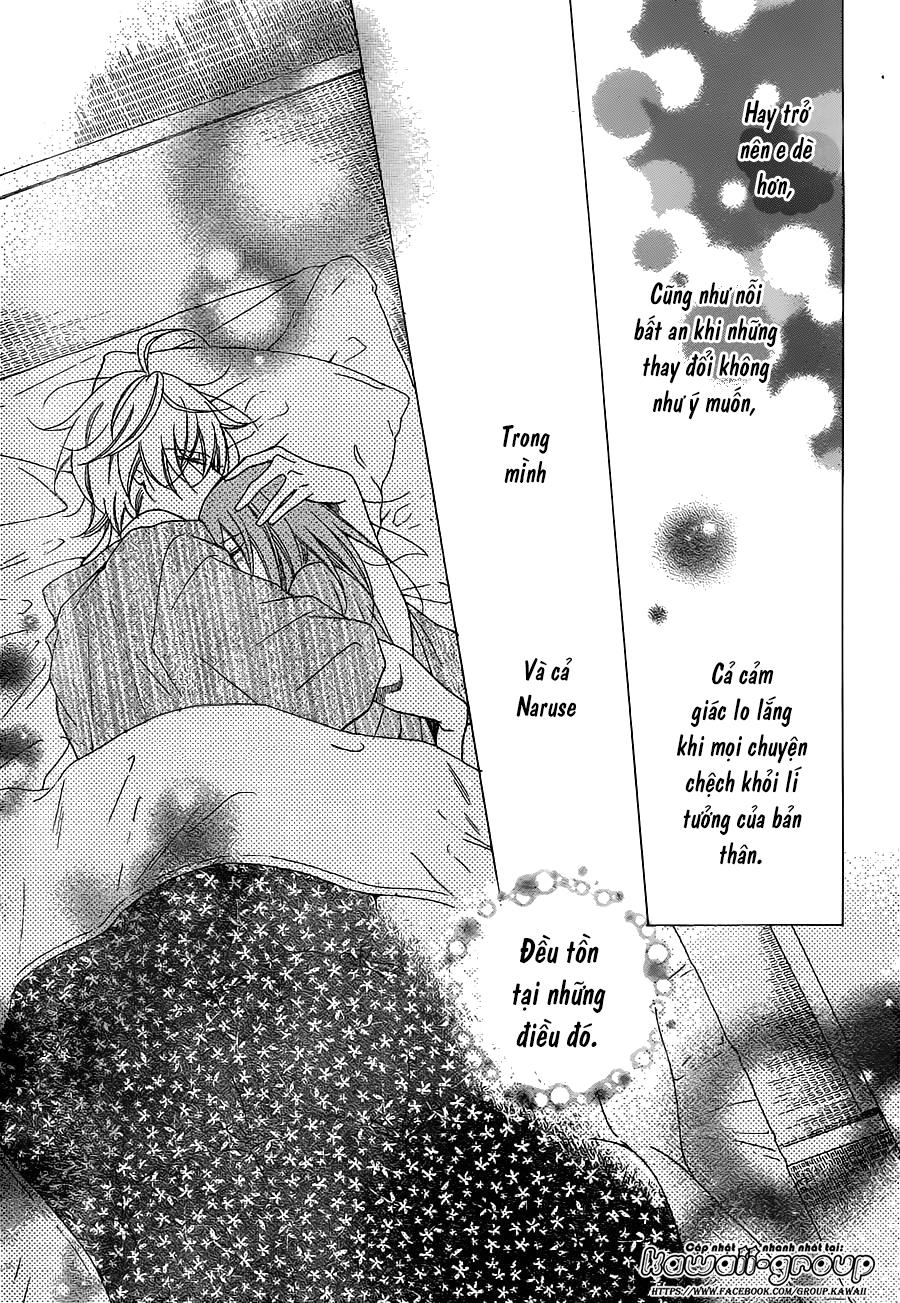 Hay trở
nên e dè
hơn,
Cũng như nỗi
bất an khi những
thay đổi không
như ý muốn,
Cả cảm
giác lo lắng
khi mọi chuyện
chệch khỏi lí
tưởng của bản
thân.
Trong
mình
Và cả
Naruse
Đều tồn
tại những
điều đó.
Cập nhật nhanh nhất tại:
Kawaii-group
HTTPS://WWW.FACEBOOK.COM/GROUP.KAWAII